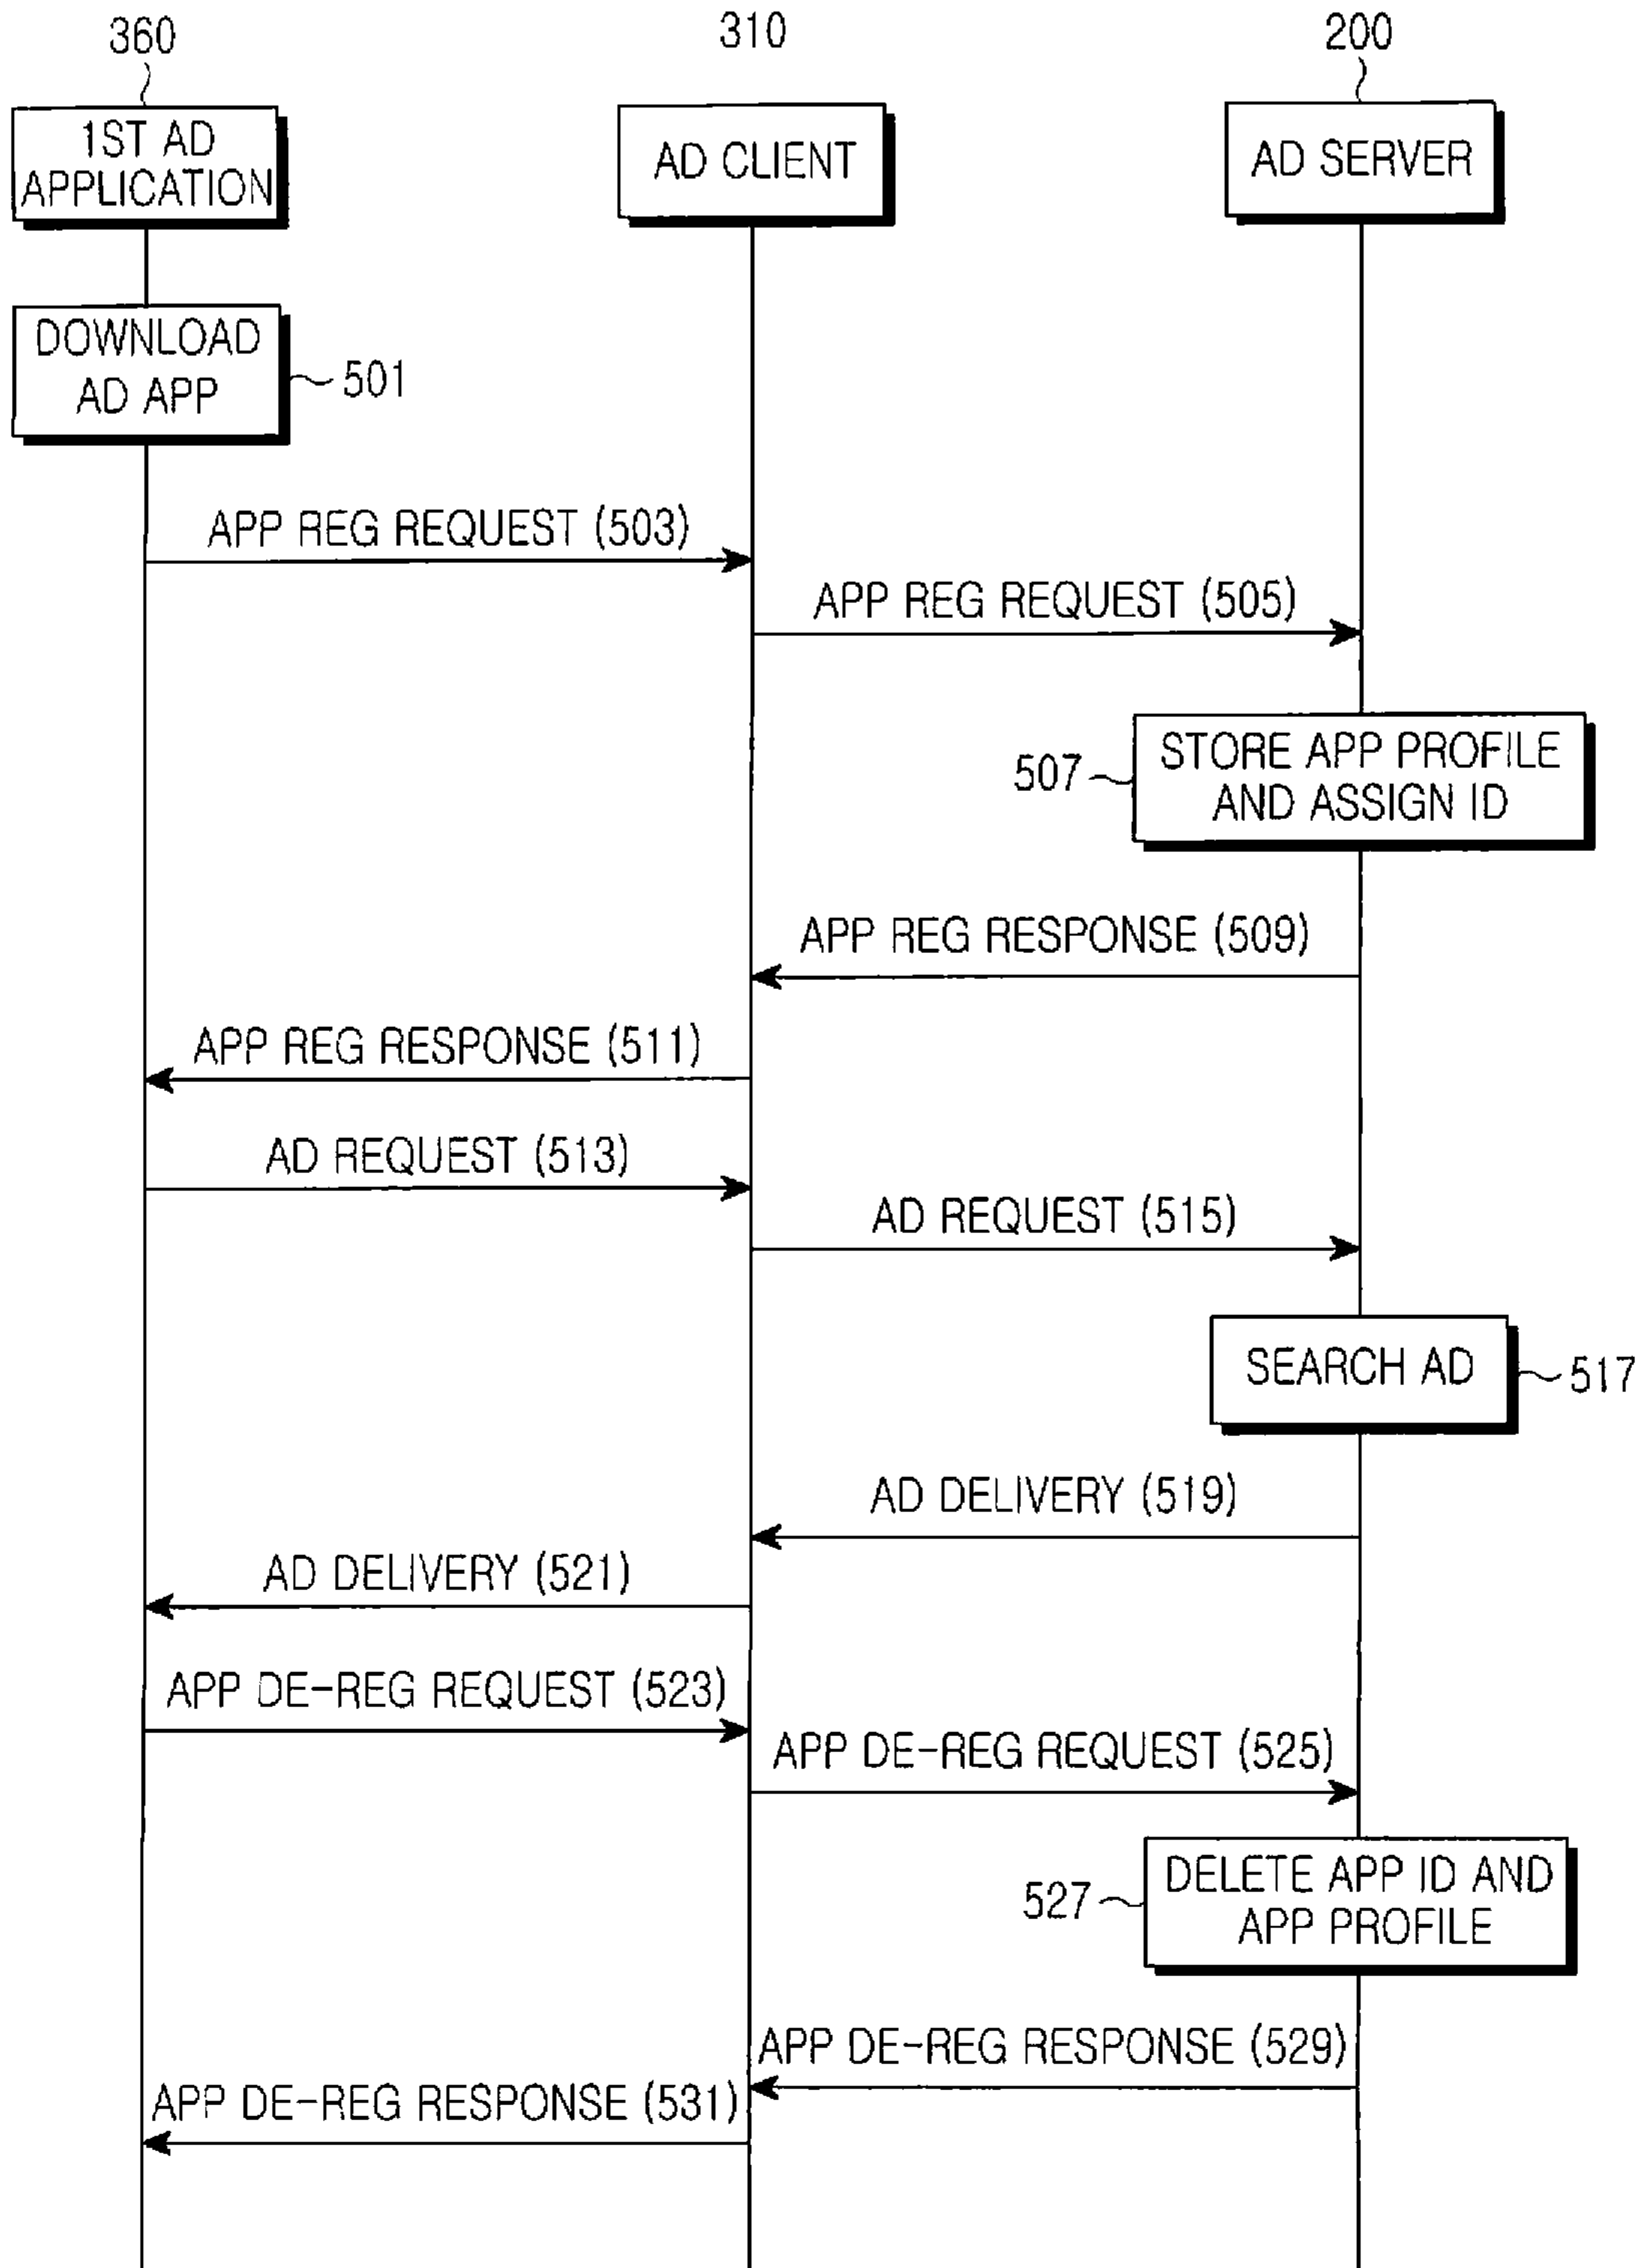 360
310
200
1ST AD
APPLICATION
AD CLIENT
AD SERVER
DOWNLOAD
AD APP
501
APP REG REQUEST (503)
APP REG REQUEST (505)
STORE APP PROFILE
AND ASSIGN ID
507
APP REG RESPONSE (509)
APP REG RESPONSE (511)
AD REQUEST (513)
AD REQUEST (515)
SEARCH AD
517
AD DELIVERY (519)
AD DELIVERY (521)
APP DE-REG REQUEST (523)
APP DE-REG REQUEST (525)
DELETE APP ID AND
APP PROFILE
527
APP DE-REG RESPONSE (529)
APP DE-REG RESPONSE (531)